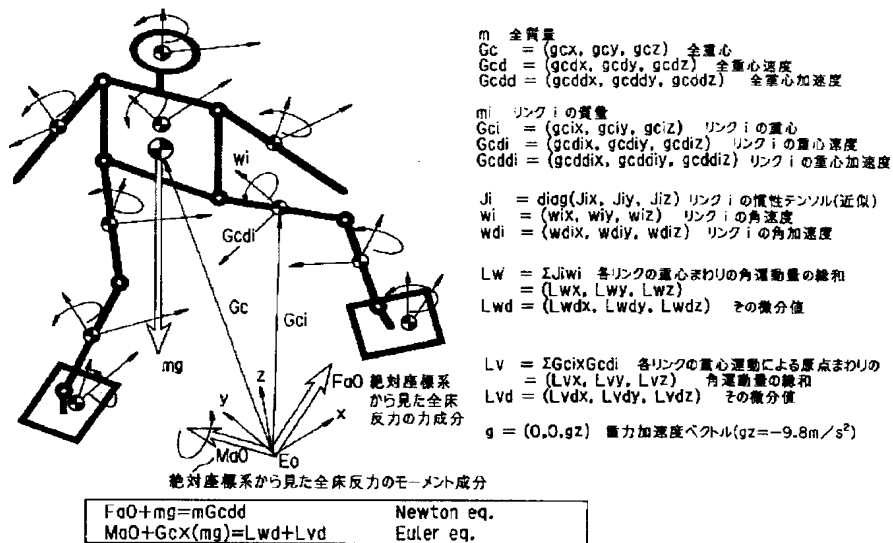 m 全質量
Gc = (gcx, gcy, gcz) 全重心
Gcd = (gcdx, gcdy, gcdz) 全重心速度
Gcdd = (gcddx, gcddy, gcddz) 全重心加速度
mi リンクiの質量
Gci = (gcix, gciy, gciz) リンクiの重心
Gcdi = (gcdix, gcdiy, gcdiz) リンクiの重心速度
Gcddi = (gcddix, gcddiy, gcddiz) リンクiの重心加速度
Ji = diag(Jix, Jiy, Jiz) リンクiの慣性テンソル(近似)
wi = (wix, wiy, wiz) リンクiの角速度
wdi = (wdix, wdiy, wdiz) リンクiの角加速度
Lw = ΣJiwi 各リンクの重心まわりの角運動量の総和
= (Lwx, Lwy, Lwz)
Lwd = (Lwdx, Lwdy, Lwdz) その微分値
Lv = ΣGcixGcdi 各リンクの重心運動による原点まわりの
= (Lvx, Lvy, Lvz) 角運動量の総和
Lvd = (Lvdx, Lvdy, Lvdz) その微分値
g = (0,0,gz) 重力加速度ベクトル(gz=-9.8m/s²)
wi
Gcdi
Gc
Gci
mg
FaO 絶対座標系
から見た全床
反力の力成分
z
y
x
MaO
Eo
絶対座標系から見た全床反力のモーメント成分
FaO+mg=mGcdd Newton eq.
MaO+Gc×(mg)=Lwd+Lvd Euler eq.